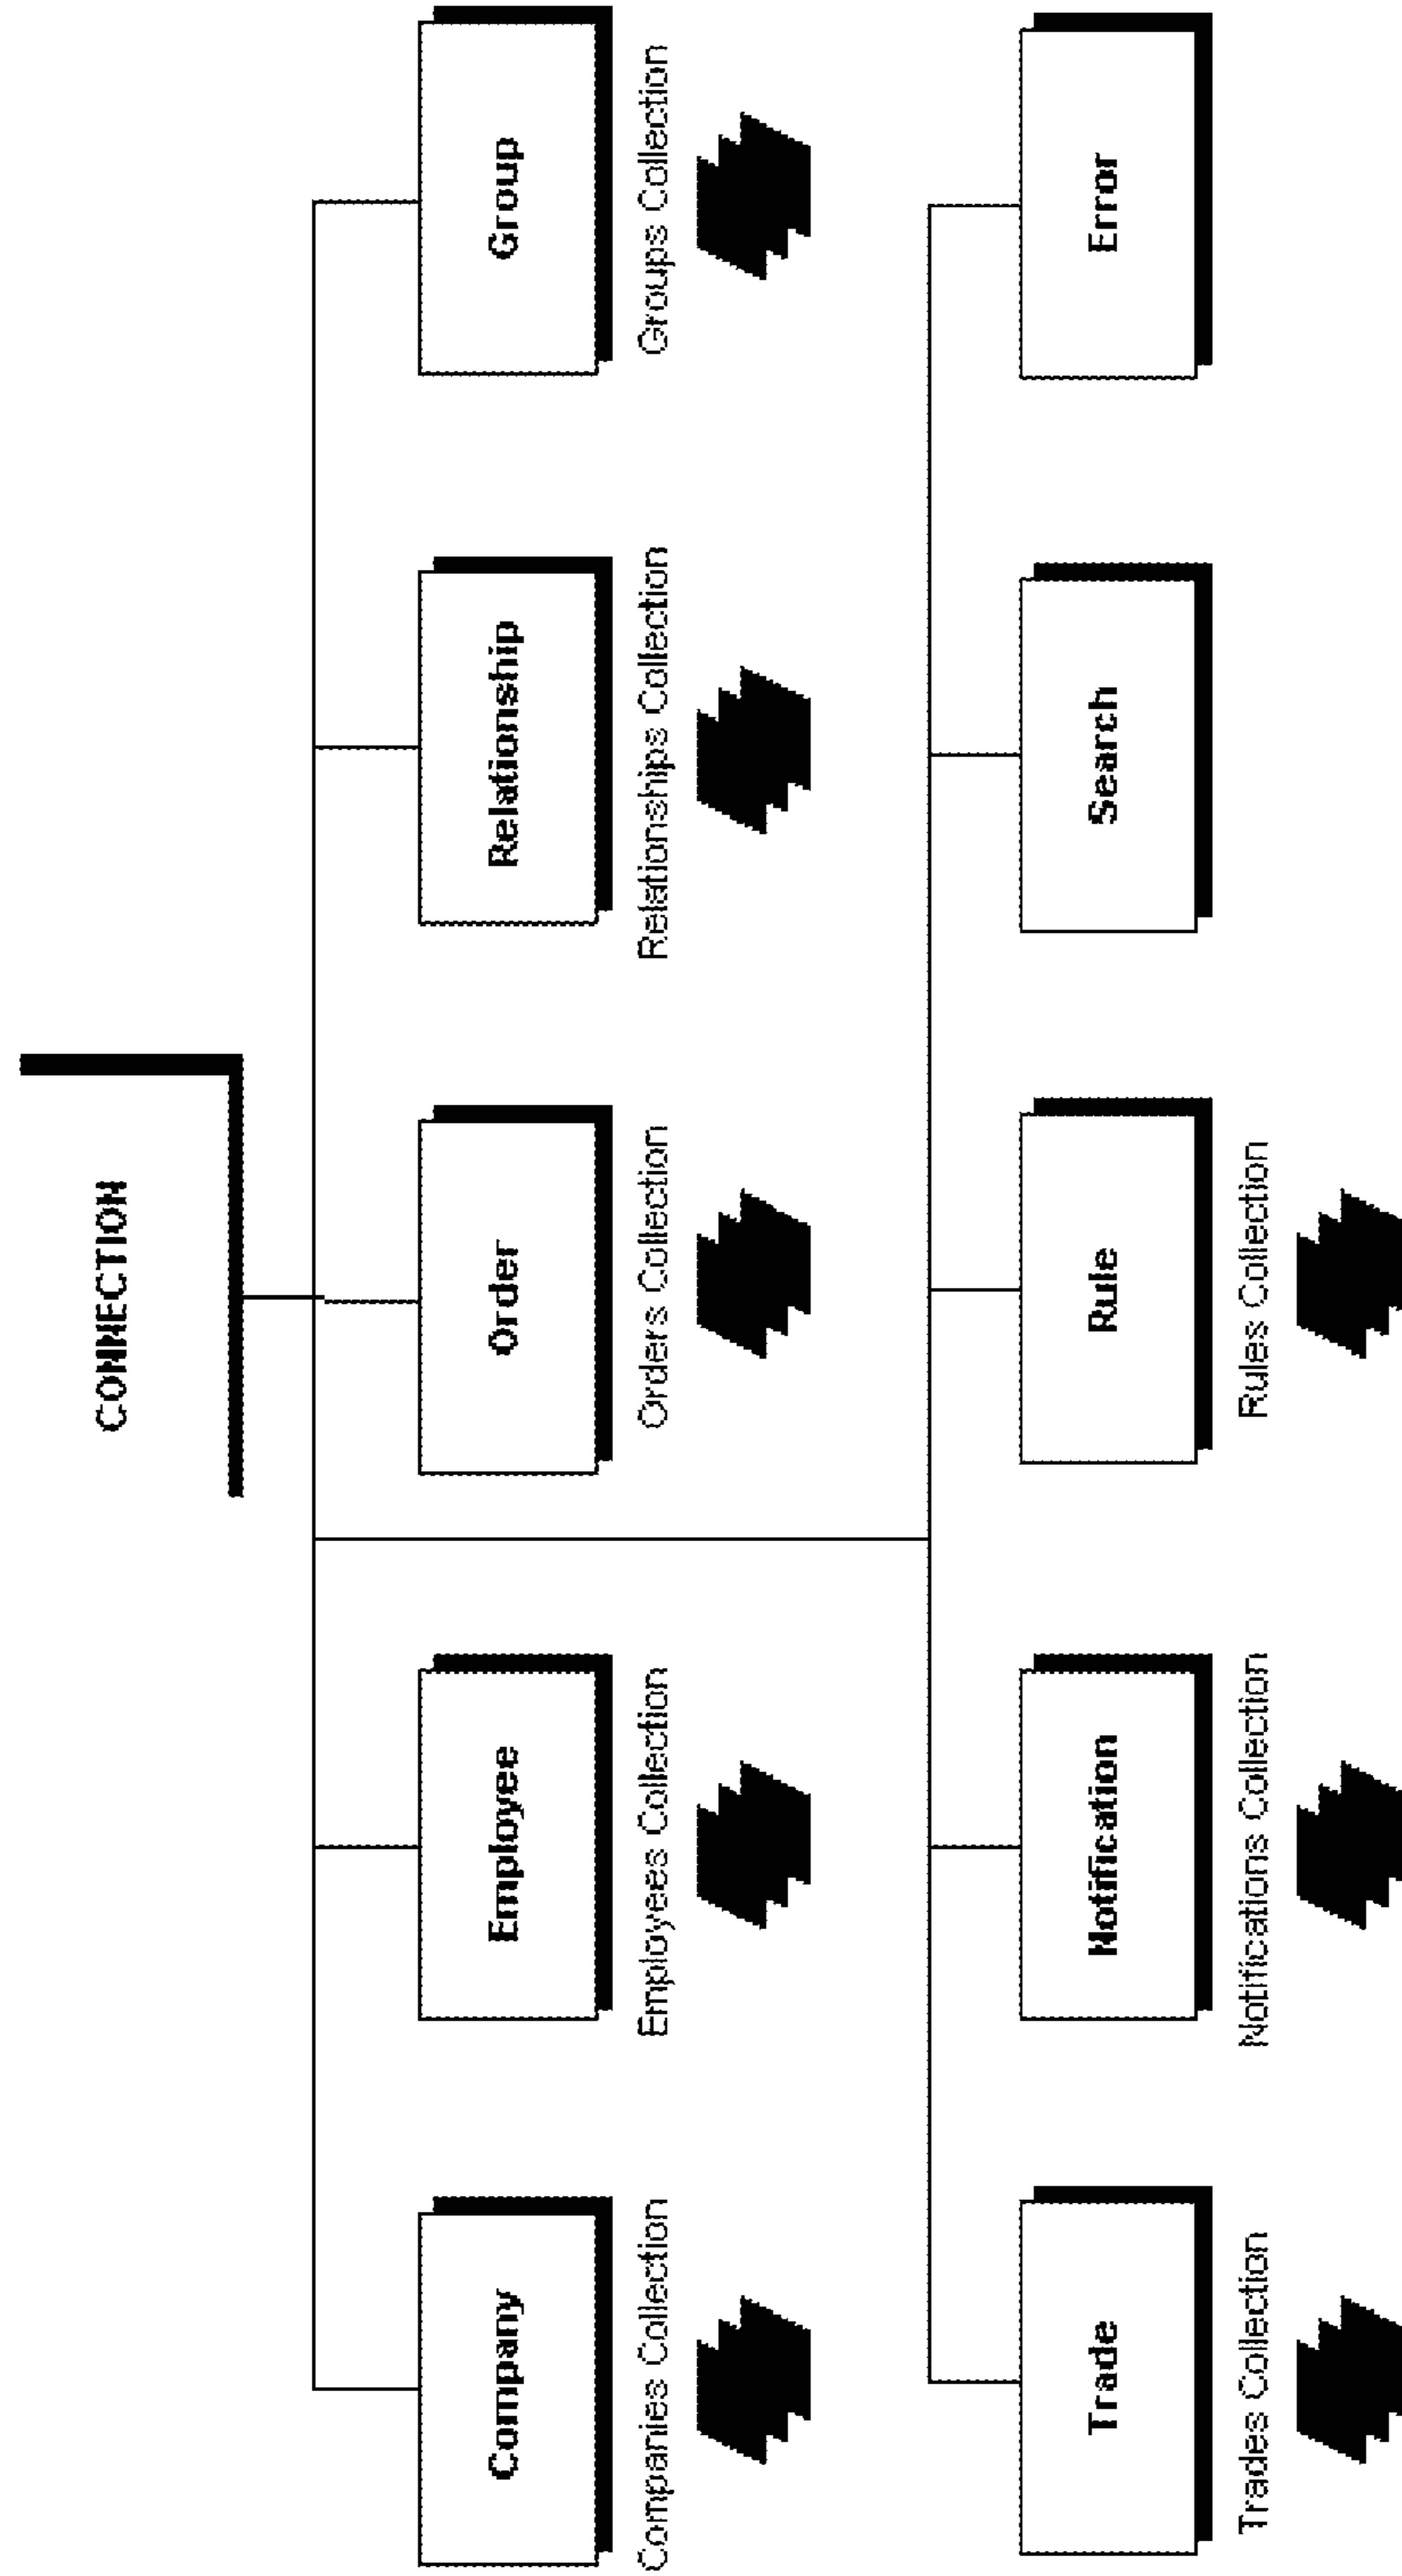 CONNECTION
Company
Employee
Order
Relationship
Group
Companies Collection
Employees Collection
Orders Collection
Relationships Collection
Groups Collection
Trade
Notification
Rule
Search
Error
Trades Collection
Notifications Collection
Rules Collection